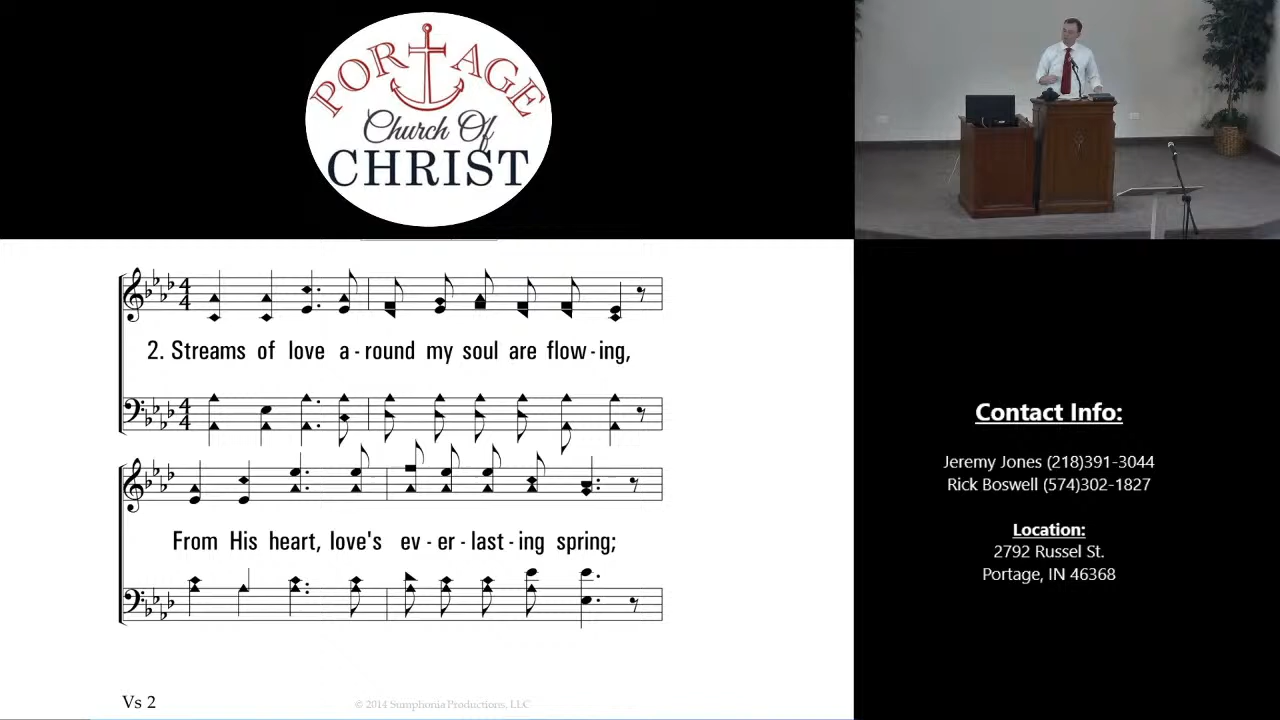 PORTAGE
Church Of
CHRIST
2. Streams of love a - round my soul are flow - ing,
From His heart, love's ev - er - last - ing spring;
Vs 2
© 2014 Sumphonia Productions, LLC
Contact Info:
Jeremy Jones (218)391-3044
Rick Boswell (574)302-1827
Location:
2792 Russel St.
Portage, IN 46368